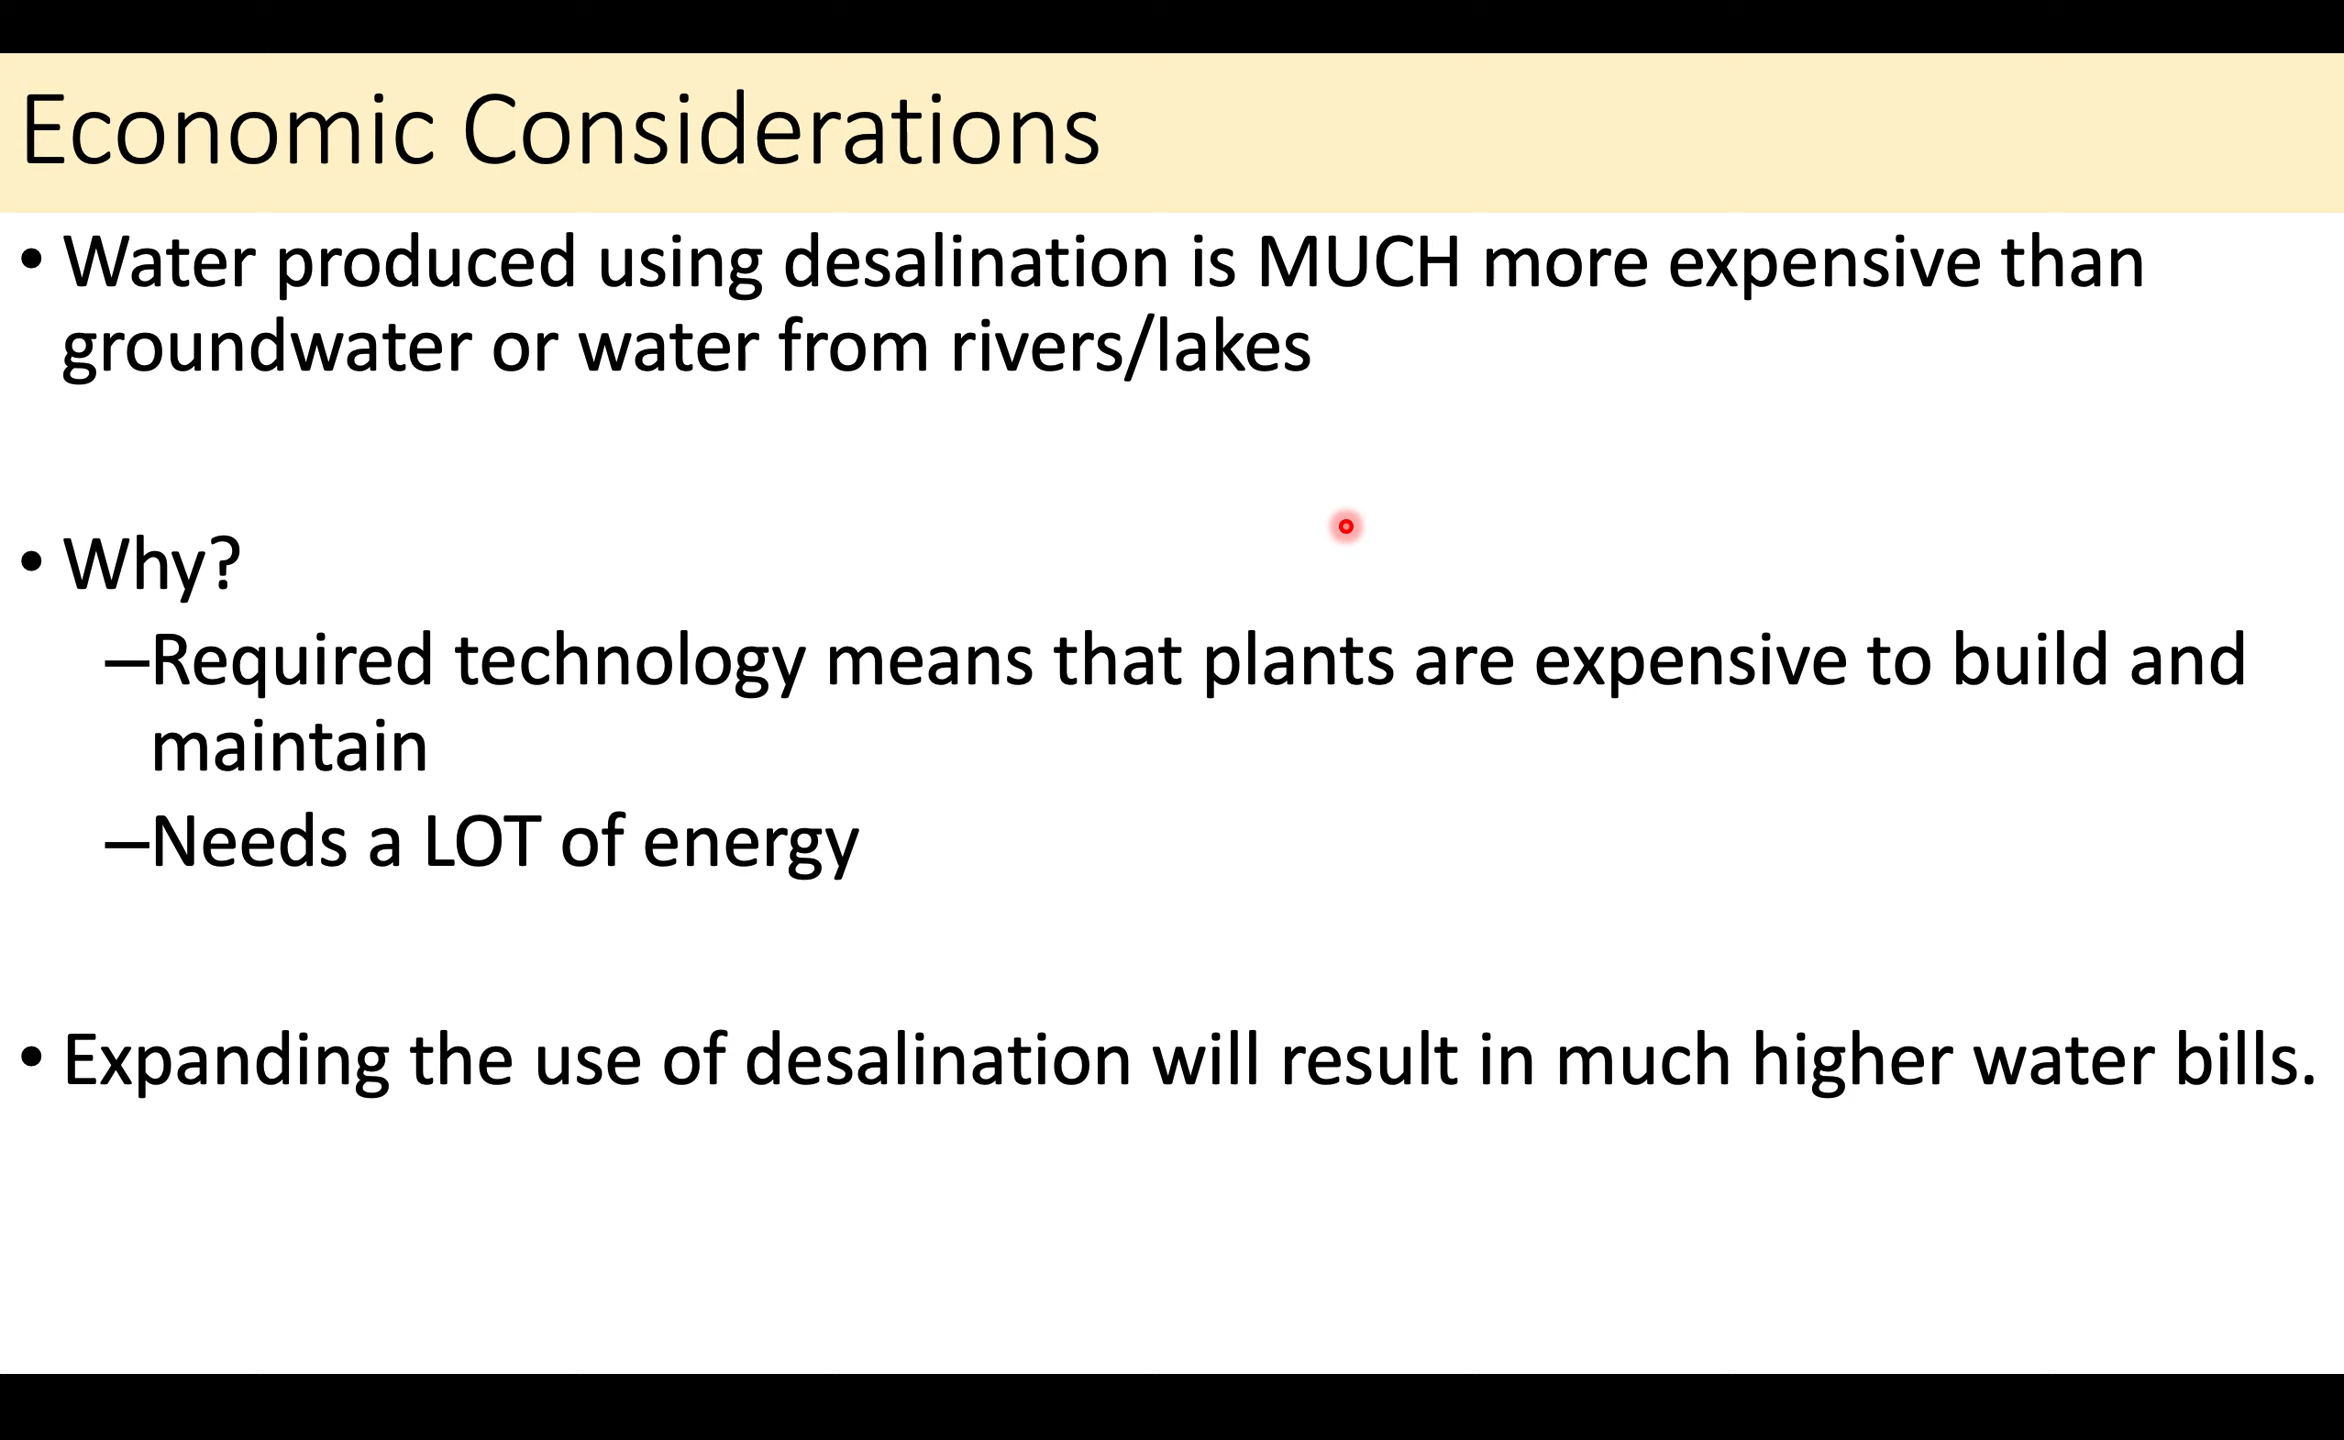 Economic Considerations
• Water produced using desalination is MUCH more expensive than
groundwater or water from rivers/lakes
• Why?
–Required technology means that plants are expensive to build and
maintain
–Needs a LOT of energy
• Expanding the use of desalination will result in much higher water bills.